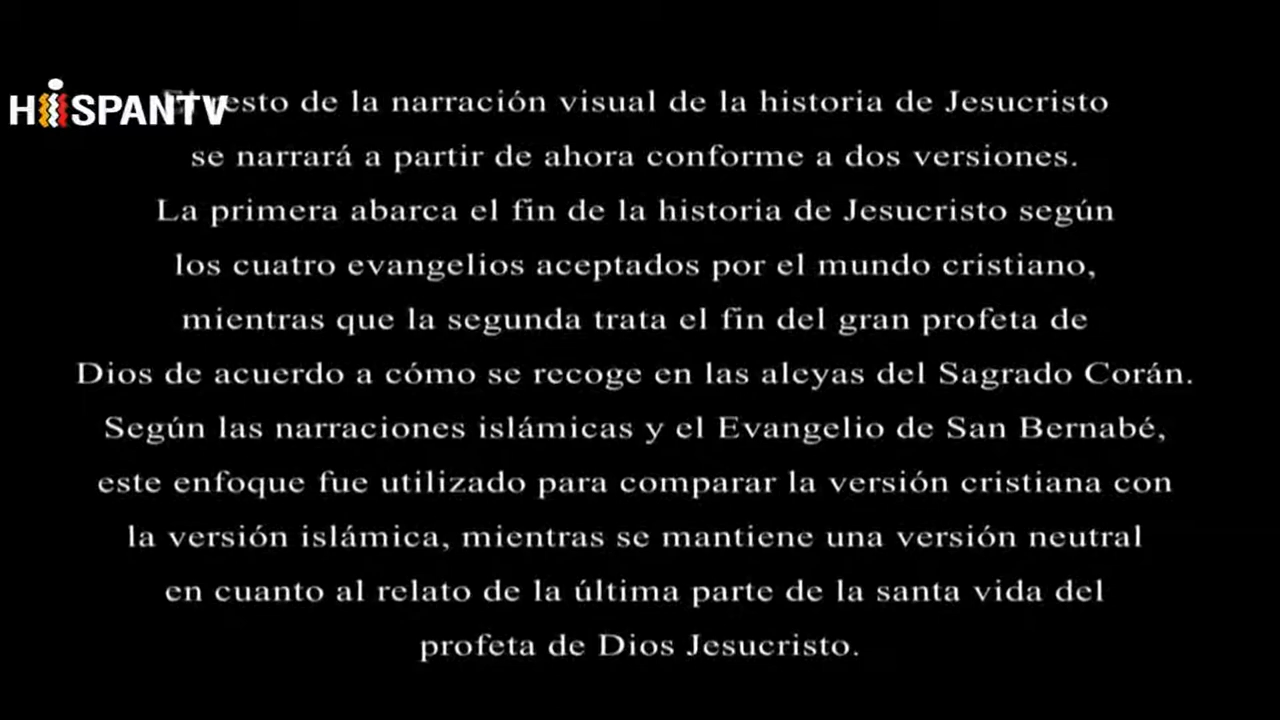 HiSPANTV
El resto de la narración visual de la historia de Jesucristo
se narrará a partir de ahora conforme a dos versiones.
La primera abarca el fin de la historia de Jesucristo según
los cuatro evangelios aceptados por el mundo cristiano,
mientras que la segunda trata el fin del gran profeta de
Dios de acuerdo a cómo se recoge en las aleyas del Sagrado Corán.
Según las narraciones islámicas y el Evangelio de San Bernabé,
este enfoque fue utilizado para comparar la versión cristiana con
la versión islámica, mientras se mantiene una versión neutral
en cuanto al relato de la última parte de la santa vida del
profeta de Dios Jesucristo.